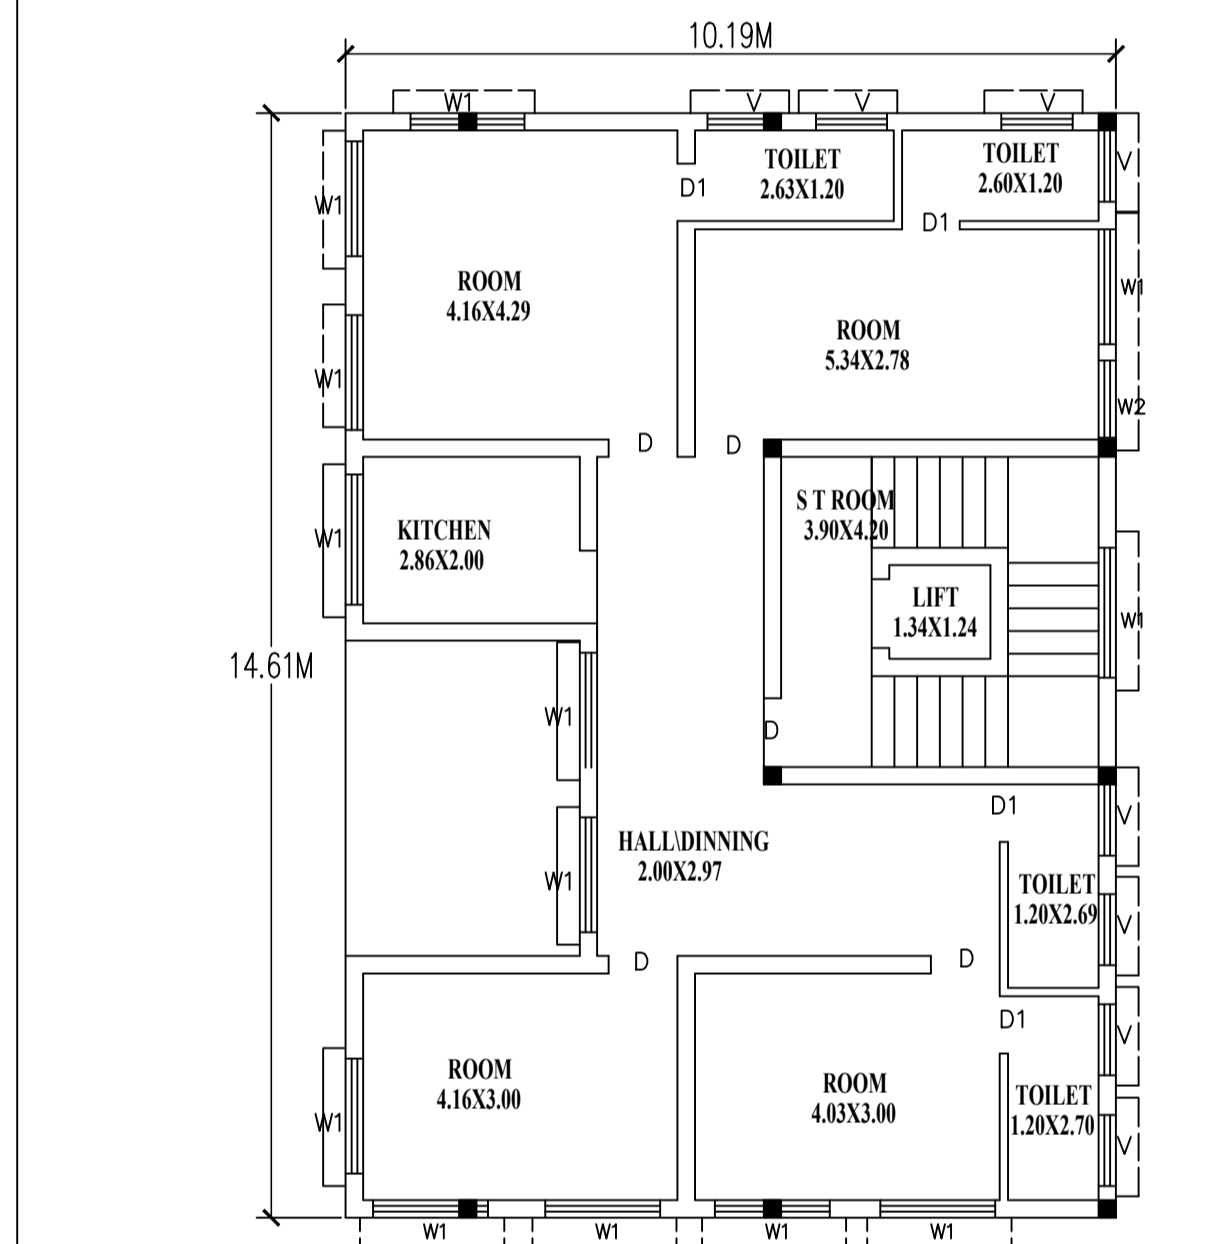 10.19M
W1
V
V
V
TOILET
2.63X1.20
TOILET
2.60X1.20
V
D1
W1
D1
ROOM
4.16X4.29
W1
ROOM
5.34X2.78
W1
W2
D
D
S T ROOM
3.90X4.20
KITCHEN
2.86X2.00
W1
LIFT
1.34X1.24
W1
14.61M
W1
D
D1
V
HALL\DINNING
2.00X2.97
W1
TOILET
1.20X2.69
V
D
D
D1
V
ROOM
4.16X3.00
ROOM
4.03X3.00
TOILET
1.20X2.70
W1
V
W1
W1
W1
W1